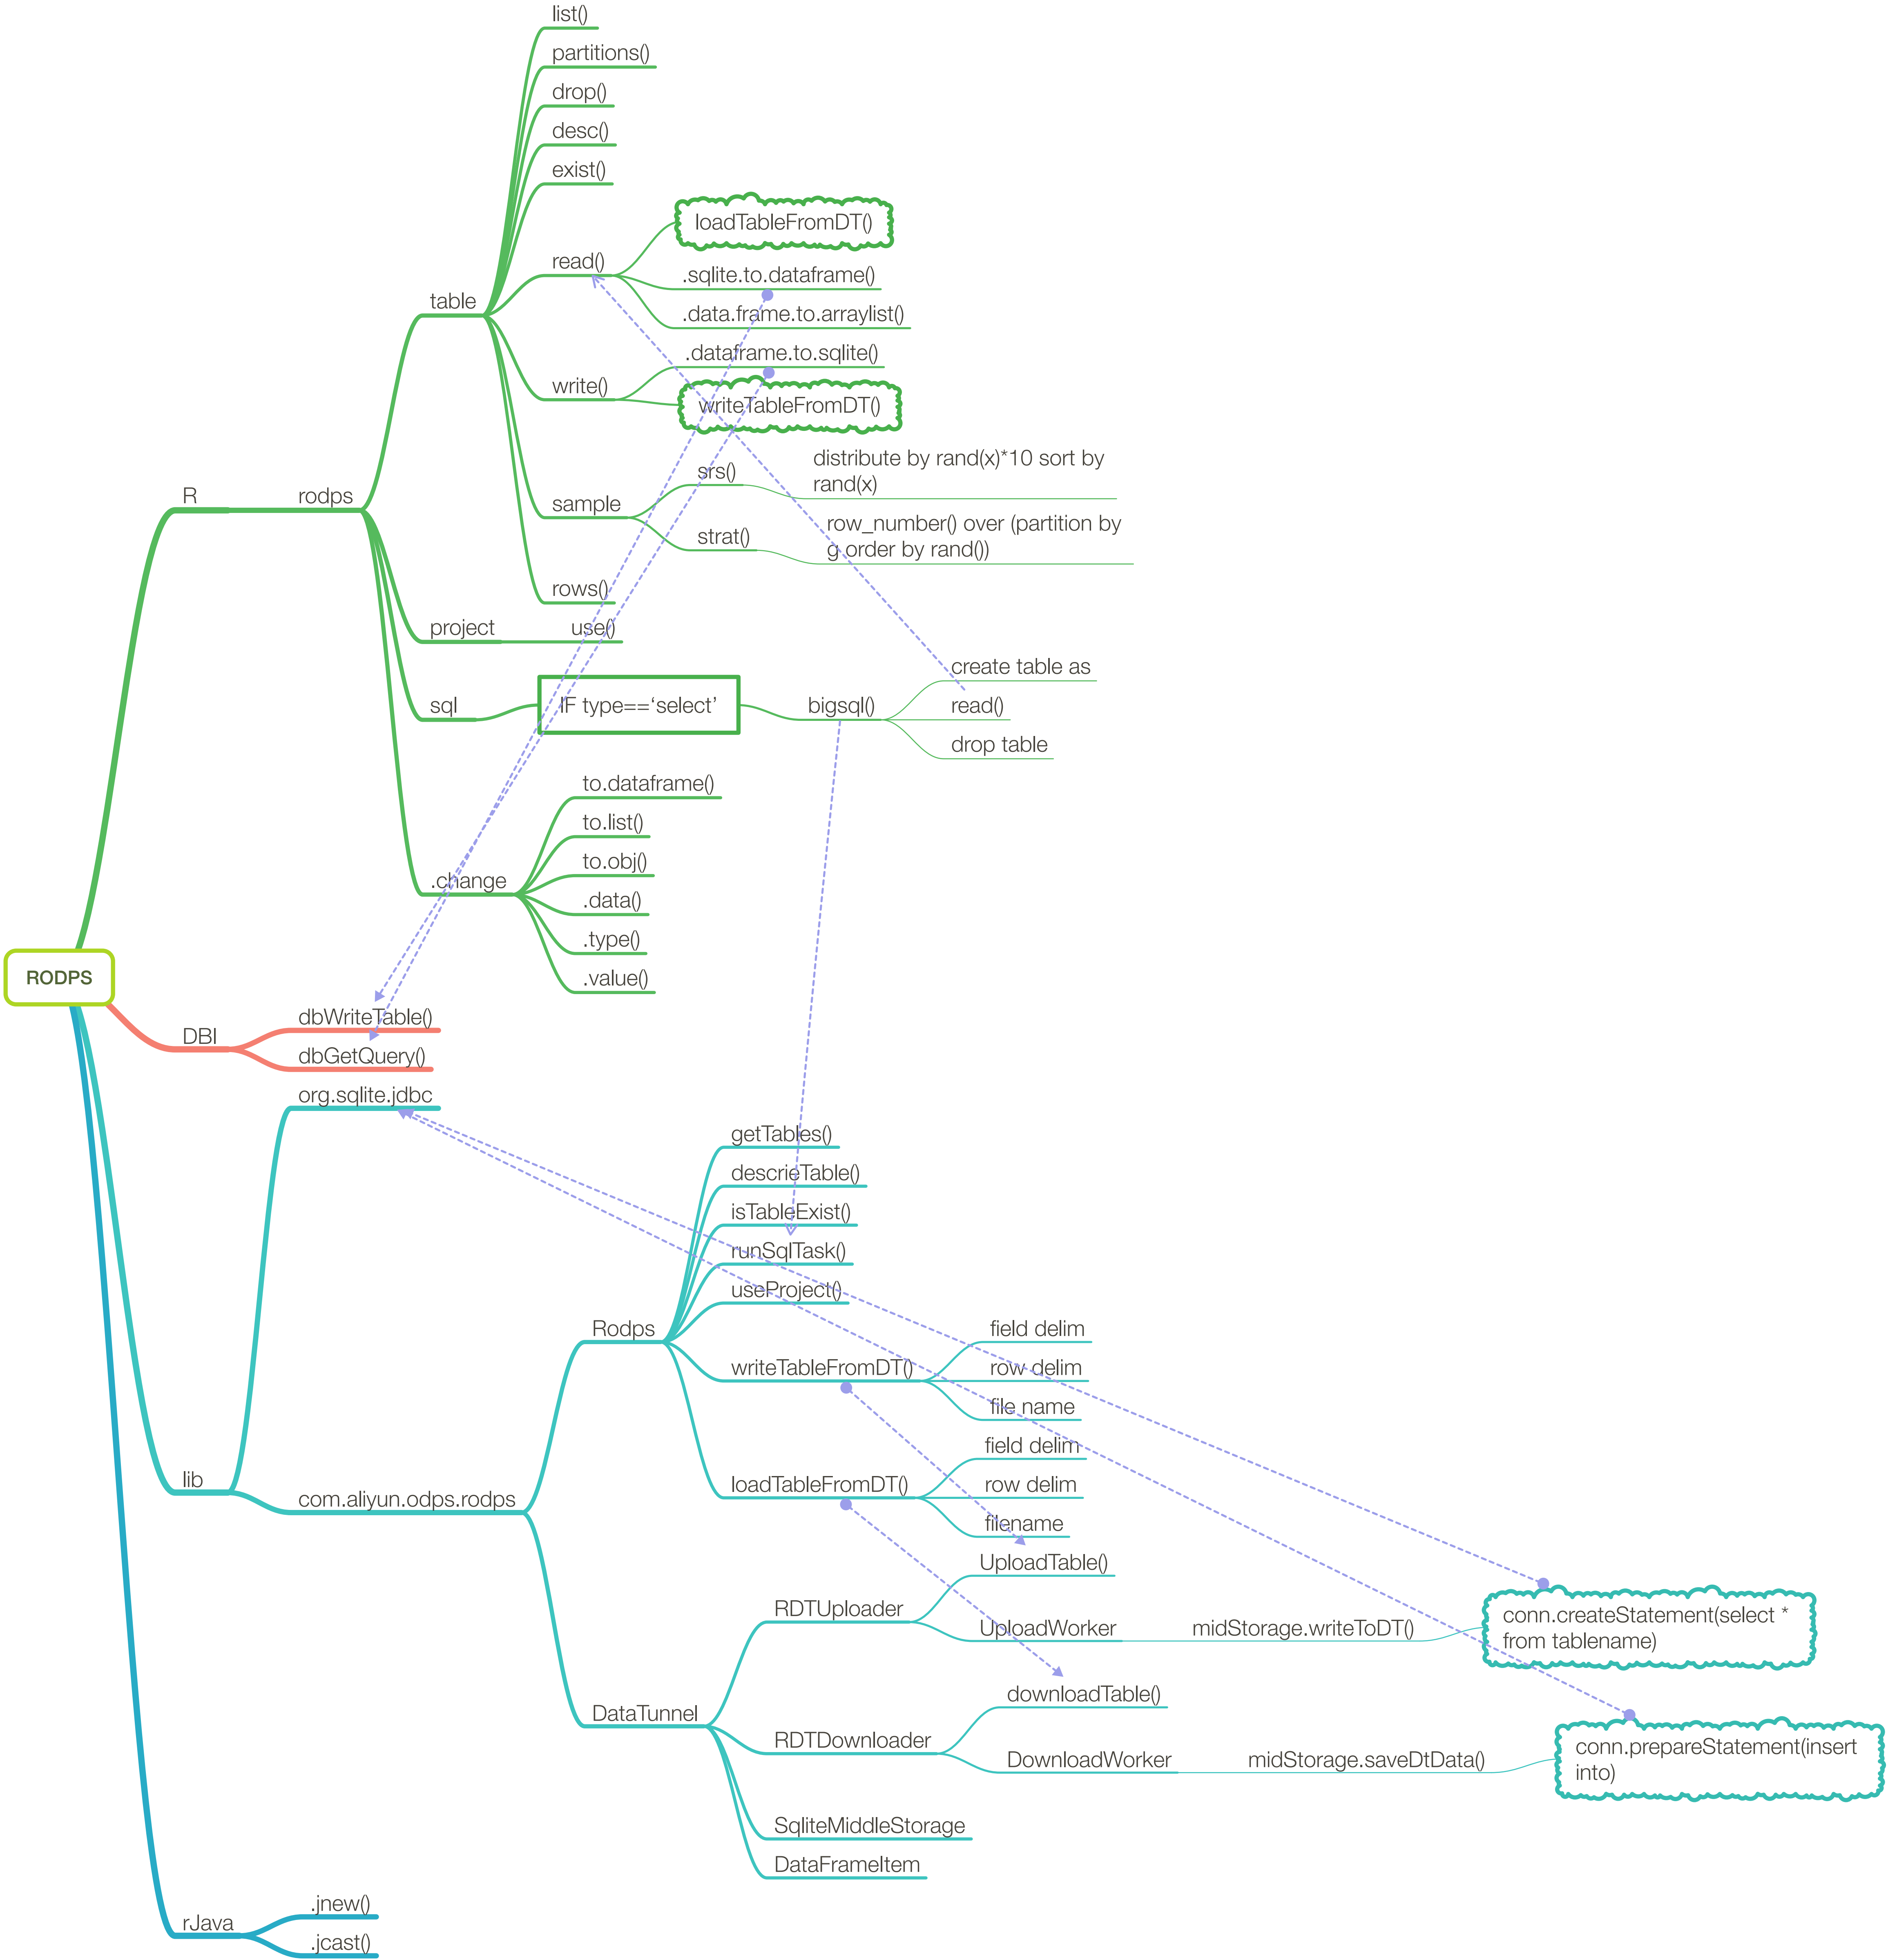 list()
partitions()
drop()
desc()
exist()
loadTableFromDT()
read()
.sqlite.to.dataframe()
table
.data.frame.to.arraylist()
.dataframe.to.sqlite()
write()
writeTableFromDT()
distribute by rand(x)*10 sort by
rand(x)
srs()
R
rodps
sample
row_number() over (partition by
g order by rand())
strat()
rows()
project
use()
create table as
sql
IF type==‘select’
bigsql()
read()
drop table
to.dataframe()
to.list()
to.obj()
.change
.data()
.type()
.value()
RODPS
dbWriteTable()
DBI
dbGetQuery()
org.sqlite.jdbc
getTables()
descrieTable()
isTableExist()
runSqlTask()
useProject()
Rodps
field delim
writeTableFromDT()
row delim
file name
field delim
lib
loadTableFromDT()
row delim
com.aliyun.odps.rodps
filename
UploadTable()
RDTUploader
UploadWorker
midStorage.writeToDT()
conn.createStatement(select *
from tablename)
downloadTable()
DataTunnel
RDTDownloader
DownloadWorker
midStorage.saveDtData()
conn.prepareStatement(insert
into)
SqliteMiddleStorage
DataFrameItem
.jnew()
rJava
.jcast()